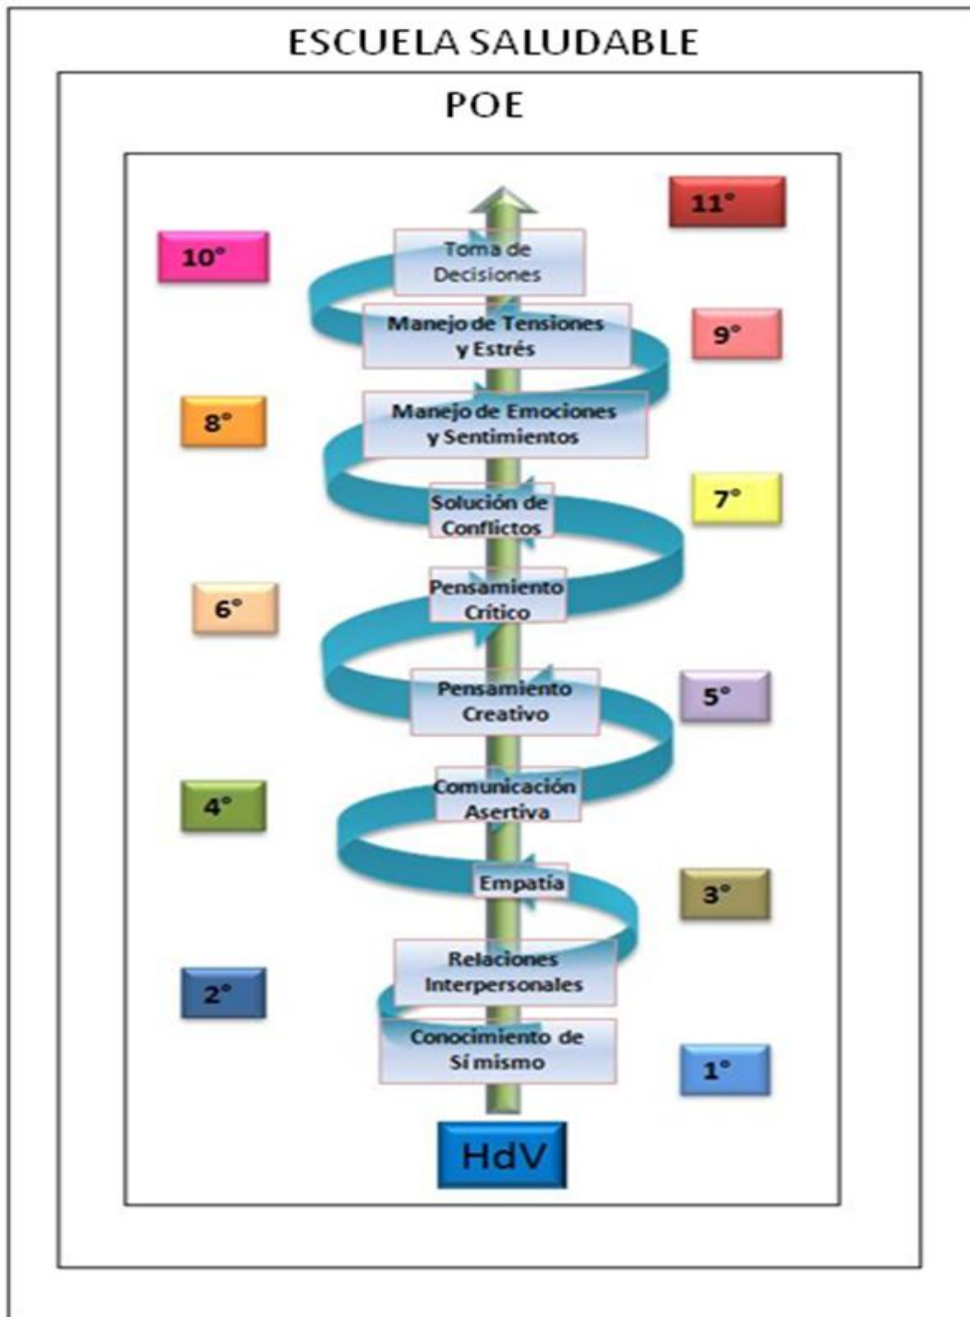 ESCUELA SALUDABLE
POE
11°
10°
Toma de
Decisiones
Manejo de Tensiones
y Estrés
9°
8°
Manejo de Emociones
y Sentimientos
7°
Solución de
Conflictos
6°
Pensamiento
Crítico
5°
Pensamiento
Creativo
4°
Comunicación
Asertiva
3°
Empatía
2°
Relaciones
Interpersonales
1°
Conocimiento de
Sí mismo
HdV